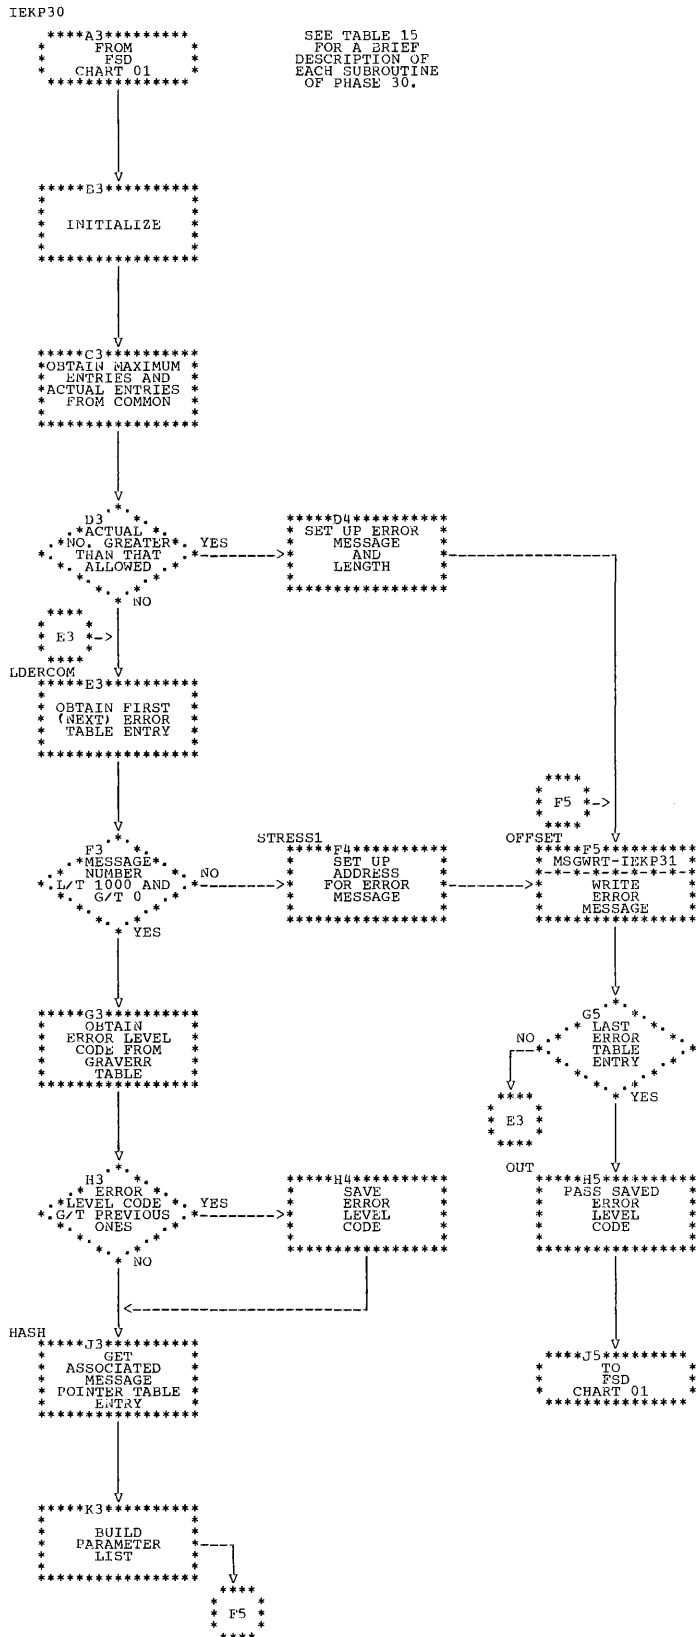 IEKP30
A3
FROM
FSD
CHART 01
SEE TABLE 15
FOR A BRIEF
DESCRIPTION OF
EACH SUBROUTINE
OF PHASE 30.
B3
INITIALIZE
C3
OBTAIN MAXIMUM
ENTRIES AND
ACTUAL ENTRIES
FROM COMMON
D3
ACTUAL
NO. GREATER
THAN THAT
ALLOWED
YES
NO
D4
SET UP ERROR
MESSAGE
AND
LENGTH
E3
LDERCOM
E3
OBTAIN FIRST
(NEXT) ERROR
TABLE ENTRY
F5
F3
MESSAGE
NUMBER
L/T 1000 AND
G/T 0
NO
YES
STRESS1
F4
SET UP
ADDRESS
FOR ERROR
MESSAGE
OFFSET
F5
MSGWRT-IEKP31
WRITE
ERROR
MESSAGE
G3
OBTAIN
ERROR LEVEL
CODE FROM
GRAVERR
TABLE
G5
LAST
ERROR
TABLE
ENTRY
NO
YES
E3
H3
ERROR
LEVEL CODE
G/T PREVIOUS
ONES
YES
NO
H4
SAVE
ERROR
LEVEL
CODE
OUT
H5
PASS SAVED
ERROR
LEVEL
CODE
HASH
J3
GET
ASSOCIATED
MESSAGE
POINTER TABLE
ENTRY
J5
TO
FSD
CHART 01
K3
BUILD
PARAMETER
LIST
F5